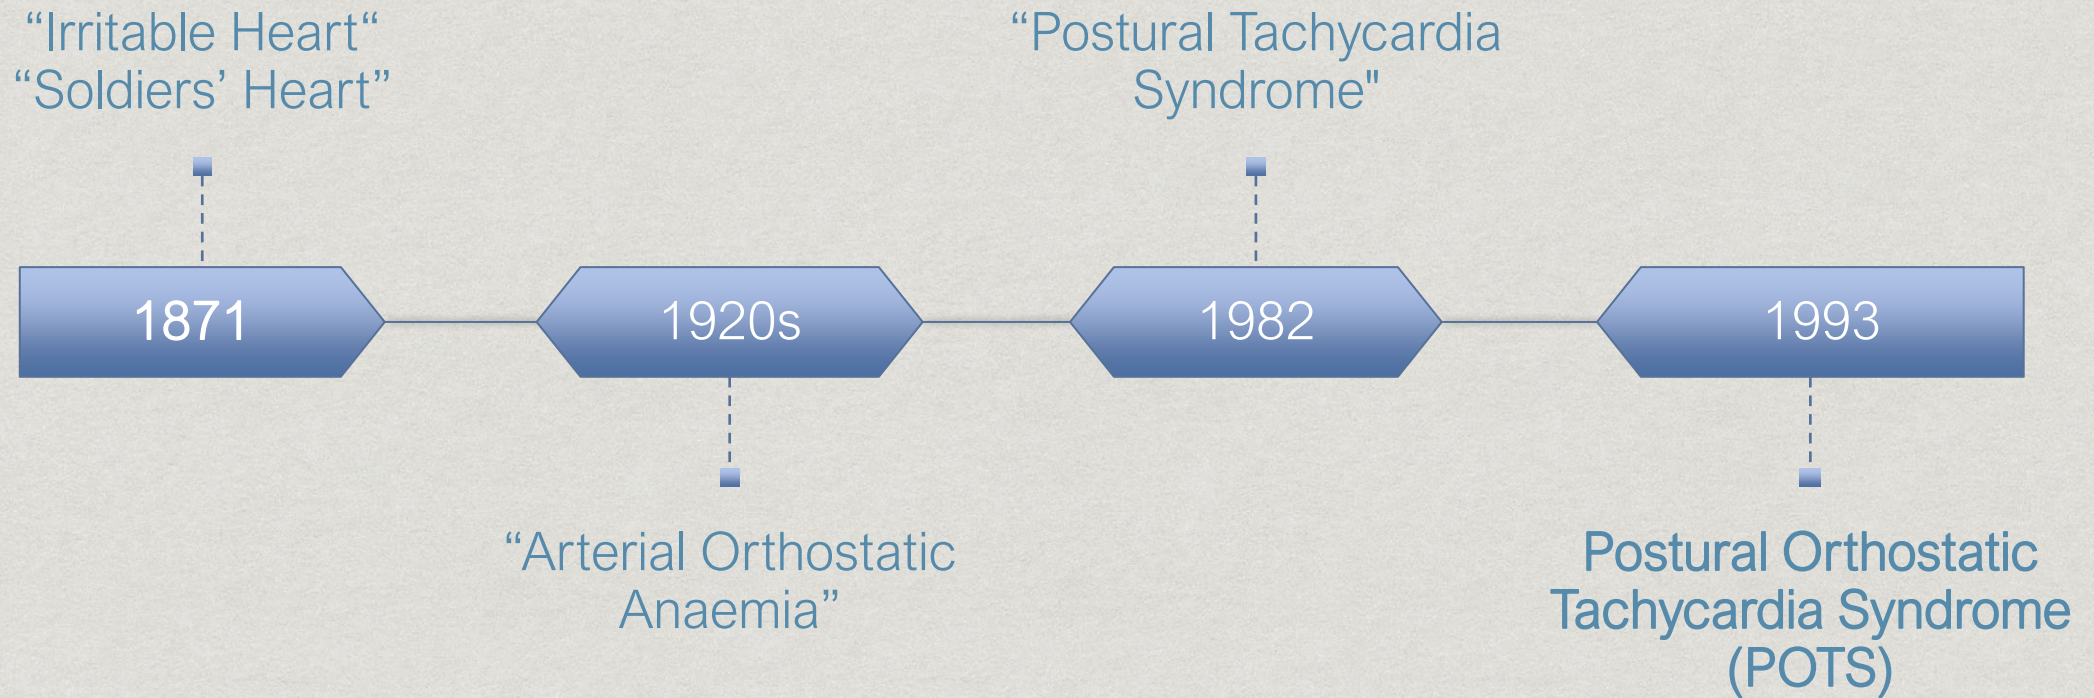 “Irritable Heart“
“Soldiers’ Heart”
“Postural Tachycardia
Syndrome"
1871
1920s
1982
1993
“Arterial Orthostatic
Anaemia”
Postural Orthostatic
Tachycardia Syndrome
(POTS)